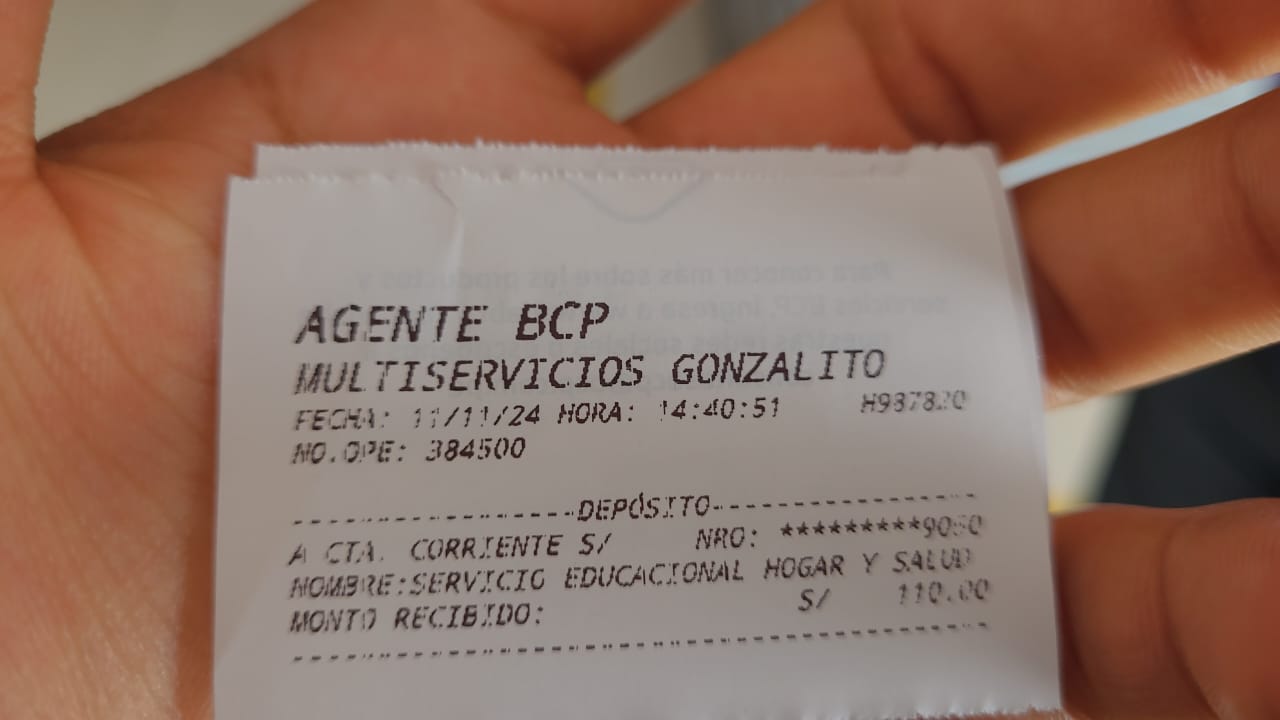 AGENTE BCP
MULTISERVICIOS GONZALITO
FECHA: 11/11/24 HORA: 14:40:51 H987820
NO.OPE: 384500
DEPÓSITO
A CTA. CORRIENTE S/ NRO: *********9050
NOMBRE:SERVICIO EDUCACIONAL HOGAR Y SALUD
MONTO RECIBIDO: S/ 110.00